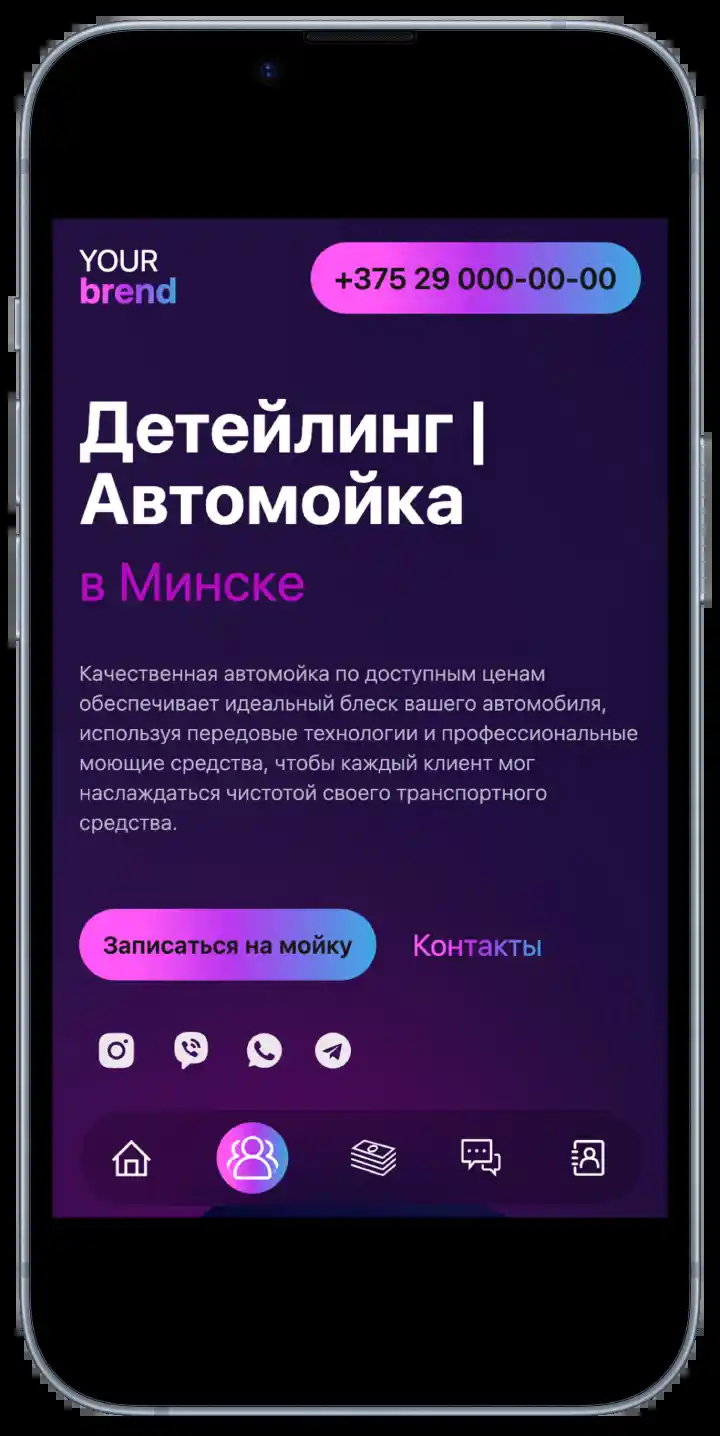 YOUR
brend
+375 29 000-00-00
Детейлинг |
Автомойка
в Минске
Качественная автомойка по доступным ценам
обеспечивает идеальный блеск вашего автомобиля,
используя передовые технологии и профессиональные
моющие средства, чтобы каждый клиент мог
наслаждаться чистотой своего транспортного
средства.
Записаться на мойку
Контакты